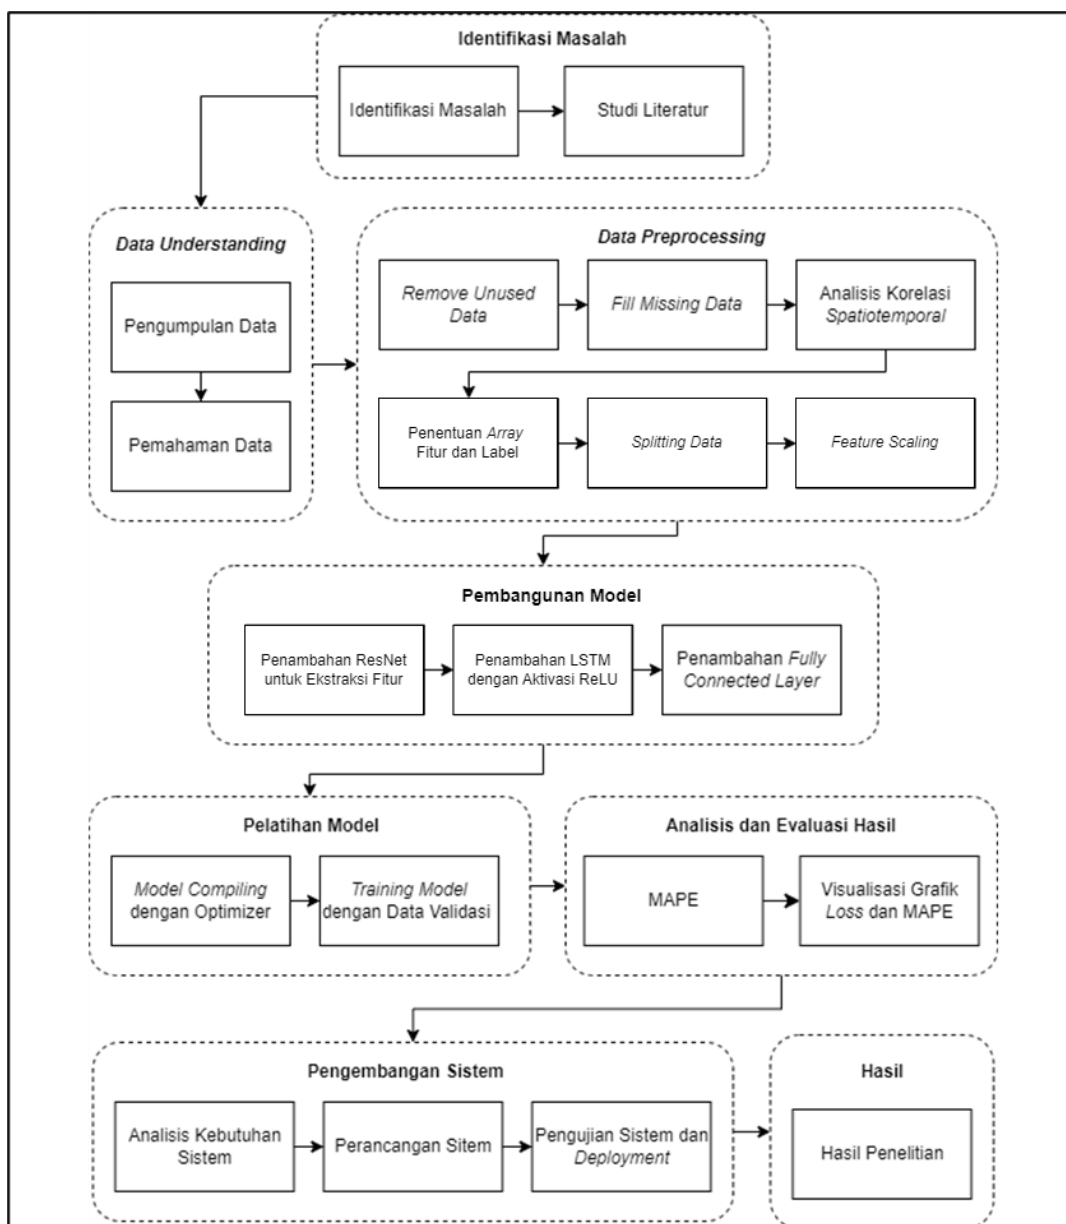 Identifikasi Masalah
Identifikasi Masalah
Studi Literatur
Data Understanding
Pengumpulan Data
Pemahaman Data
Data Preprocessing
Remove Unused
Data
Fill Missing Data
Analisis Korelasi
Spatiotemporal
Penentuan Array
Fitur dan Label
Splitting Data
Feature Scaling
Pembangunan Model
Penambahan ResNet
untuk Ekstraksi Fitur
Penambahan LSTM
dengan Aktivasi ReLU
Penambahan Fully
Connected Layer
Pelatihan Model
Model Compiling
dengan Optimizer
Training Model
dengan Data Validasi
Analisis dan Evaluasi Hasil
MAPE
Visualisasi Grafik
Loss dan MAPE
Pengembangan Sistem
Analisis Kebutuhan
Sistem
Perancangan Sitem
Pengujian Sistem dan
Deployment
Hasil
Hasil Penelitian